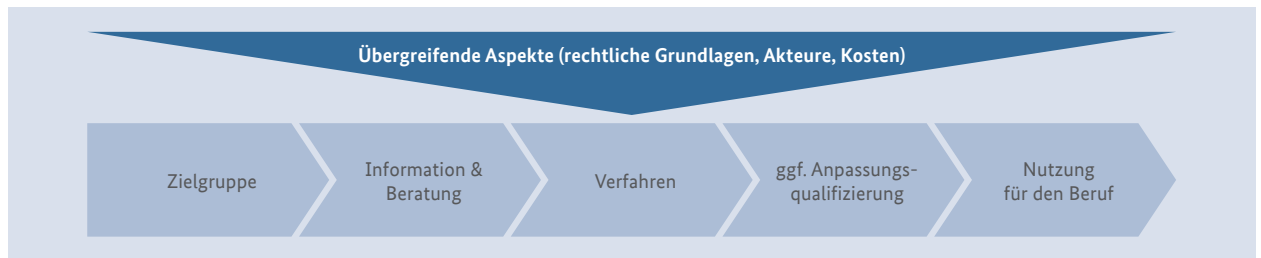 Übergreifende Aspekte (rechtliche Grundlagen, Akteure, Kosten)
Zielgruppe
Information &
Beratung
Verfahren
ggf. Anpassungs-
qualifizierung
Nutzung
für den Beruf